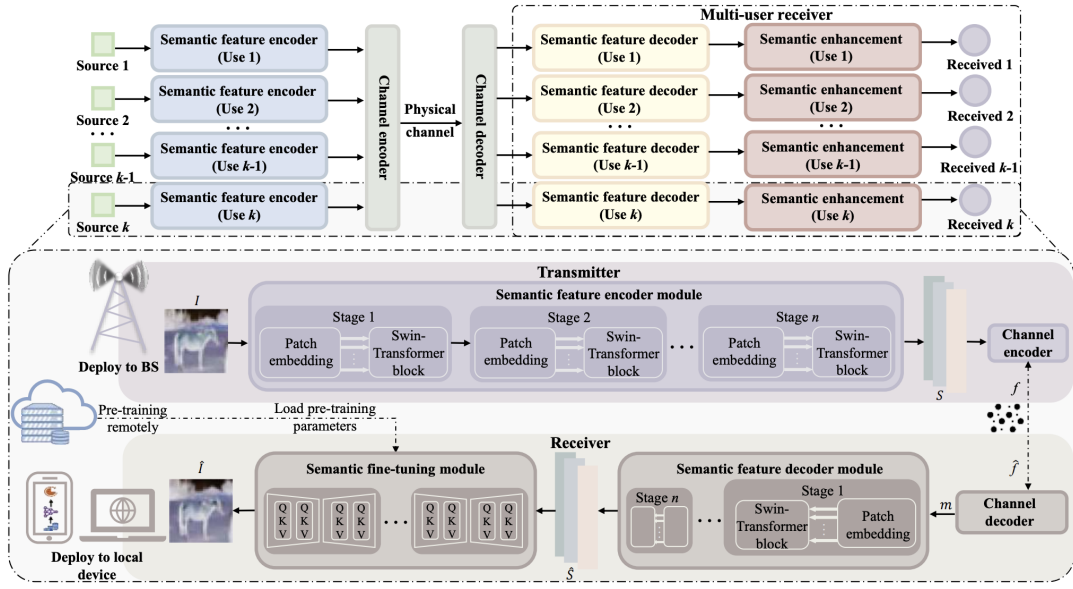 Multi-user receiver
Source 1
Semantic feature encoder
(Use 1)
Semantic feature decoder
(Use 1)
Semantic enhancement
(Use 1)
Received 1
Source 2
Semantic feature encoder
(Use 2)
Semantic feature decoder
(Use 2)
Semantic enhancement
(Use 2)
Received 2
Channel encoder
Physical
channel
Channel decoder
Source k-1
Semantic feature encoder
(Use k-1)
Semantic feature decoder
(Use k-1)
Semantic enhancement
(Use k-1)
Received k-1
Source k
Semantic feature encoder
(Use k)
Semantic feature decoder
(Use k)
Semantic enhancement
(Use k)
Received k
Transmitter
Semantic feature encoder module
I
Stage 1
Patch
embedding
Swin-
Transformer
block
Stage 2
Patch
embedding
Swin-
Transformer
block
Stage n
Patch
embedding
Swin-
Transformer
block
S
Channel
encoder
Deploy to BS
f
Pre-training
remotely
Load pre-training
parameters
Receiver
f̂
Î
Semantic fine-tuning module
Q K V
Q K V
Q K V
Q K V
Q K V
Q K V
Q K V
Q K V
Ŝ
Semantic feature decoder module
Stage n
Stage 1
Swin-
Transformer
block
Patch
embedding
m
Channel
decoder
Deploy to local
device